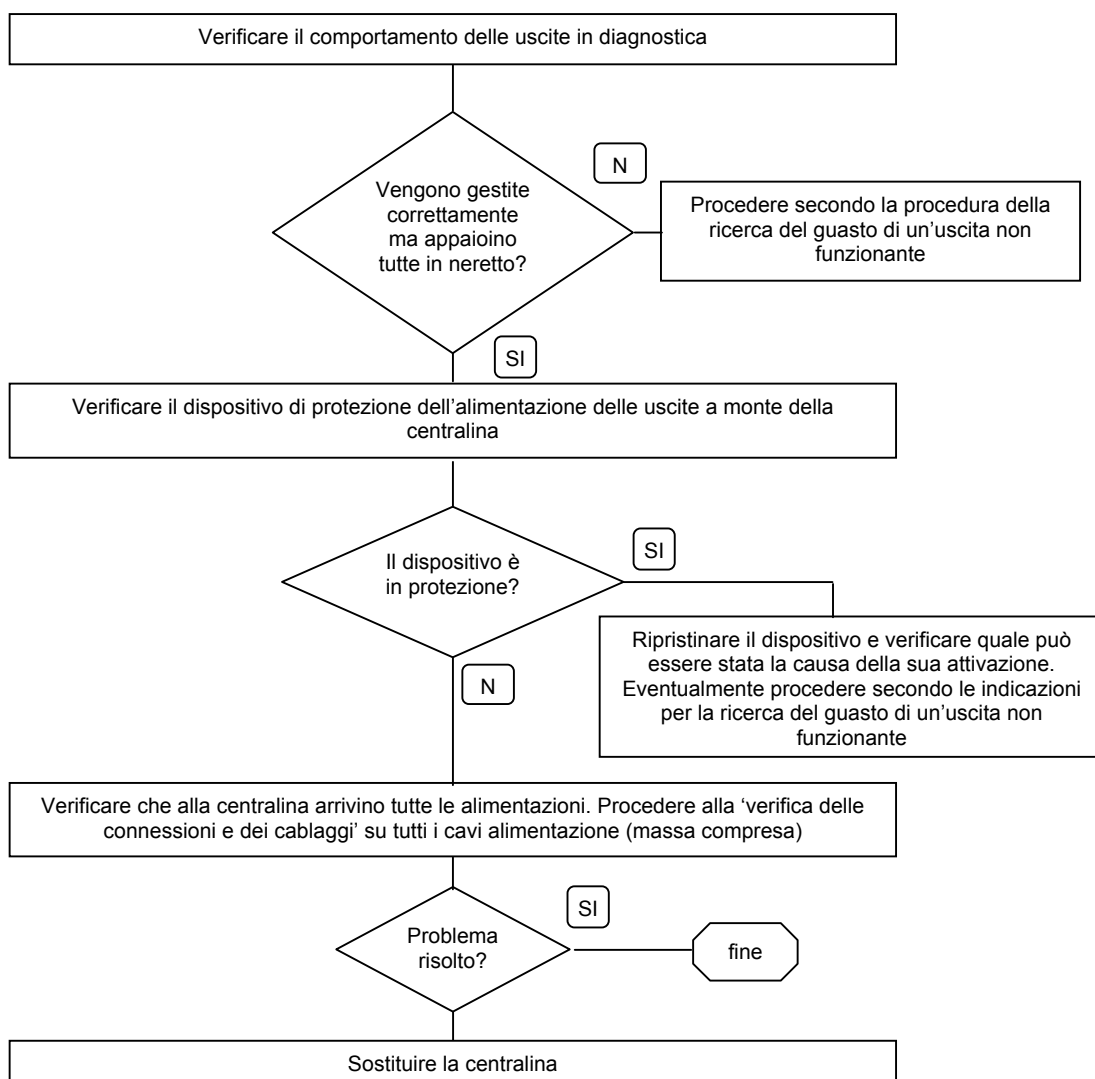 Verificare il comportamento delle uscite in diagnostica
N
Vengono gestite
correttamente
ma appaioino
tutte in neretto?
Procedere secondo la procedura della
ricerca del guasto di un’uscita non
funzionante
SI
Verificare il dispositivo di protezione dell’alimentazione delle uscite a monte della
centralina
Il dispositivo è
in protezione?
SI
Ripristinare il dispositivo e verificare quale può
essere stata la causa della sua attivazione.
Eventualmente procedere secondo le indicazioni
per la ricerca del guasto di un’uscita non
funzionante
N
Verificare che alla centralina arrivino tutte le alimentazioni. Procedere alla ‘verifica delle
connessioni e dei cablaggi’ su tutti i cavi alimentazione (massa compresa)
SI
Problema
risolto?
fine
Sostituire la centralina